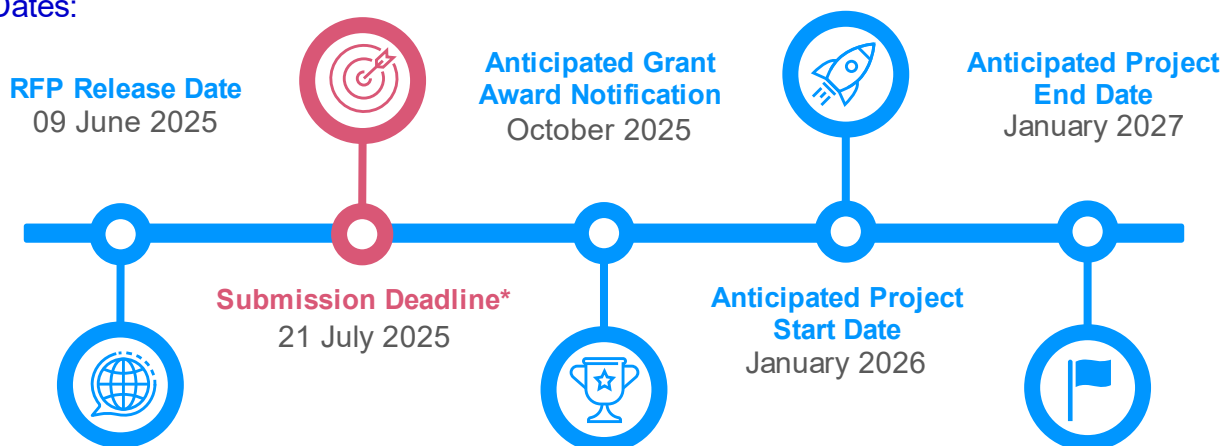 Dates:
RFP Release Date
09 June 2025
Submission Deadline*
21 July 2025
Anticipated Grant
Award Notification
October 2025
Anticipated Project
Start Date
January 2026
Anticipated Project
End Date
January 2027